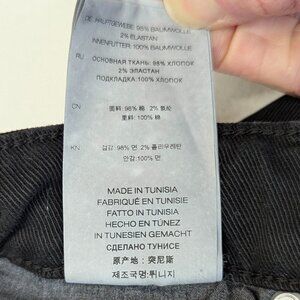 DE HAUPTGEWEBE: 98% BAUMWOLLE
2% ELASTAN
INNENFUTTER: 100% BAUMWOLLE
RU ОСНОВНАЯ ТКАНЬ: 98% ХЛОПОК
2% ЭЛАСТАН
ПОДКЛАДКА: 100% ХЛОПОК
CN 面料: 98% 棉 2% 氨纶
里料: 100% 棉
KN 겉감: 98% 면 2% 폴리우레탄
안감: 100% 면
MADE IN TUNISIA
FABRIQUÉ EN TUNISIE
FATTO IN TUNISIA
HECHO EN TÚNEZ
IN TUNESIEN GEMACHT
СДЕЛАНО ТУНИСЕ
原产地: 突尼斯
제조국명: 튀니지